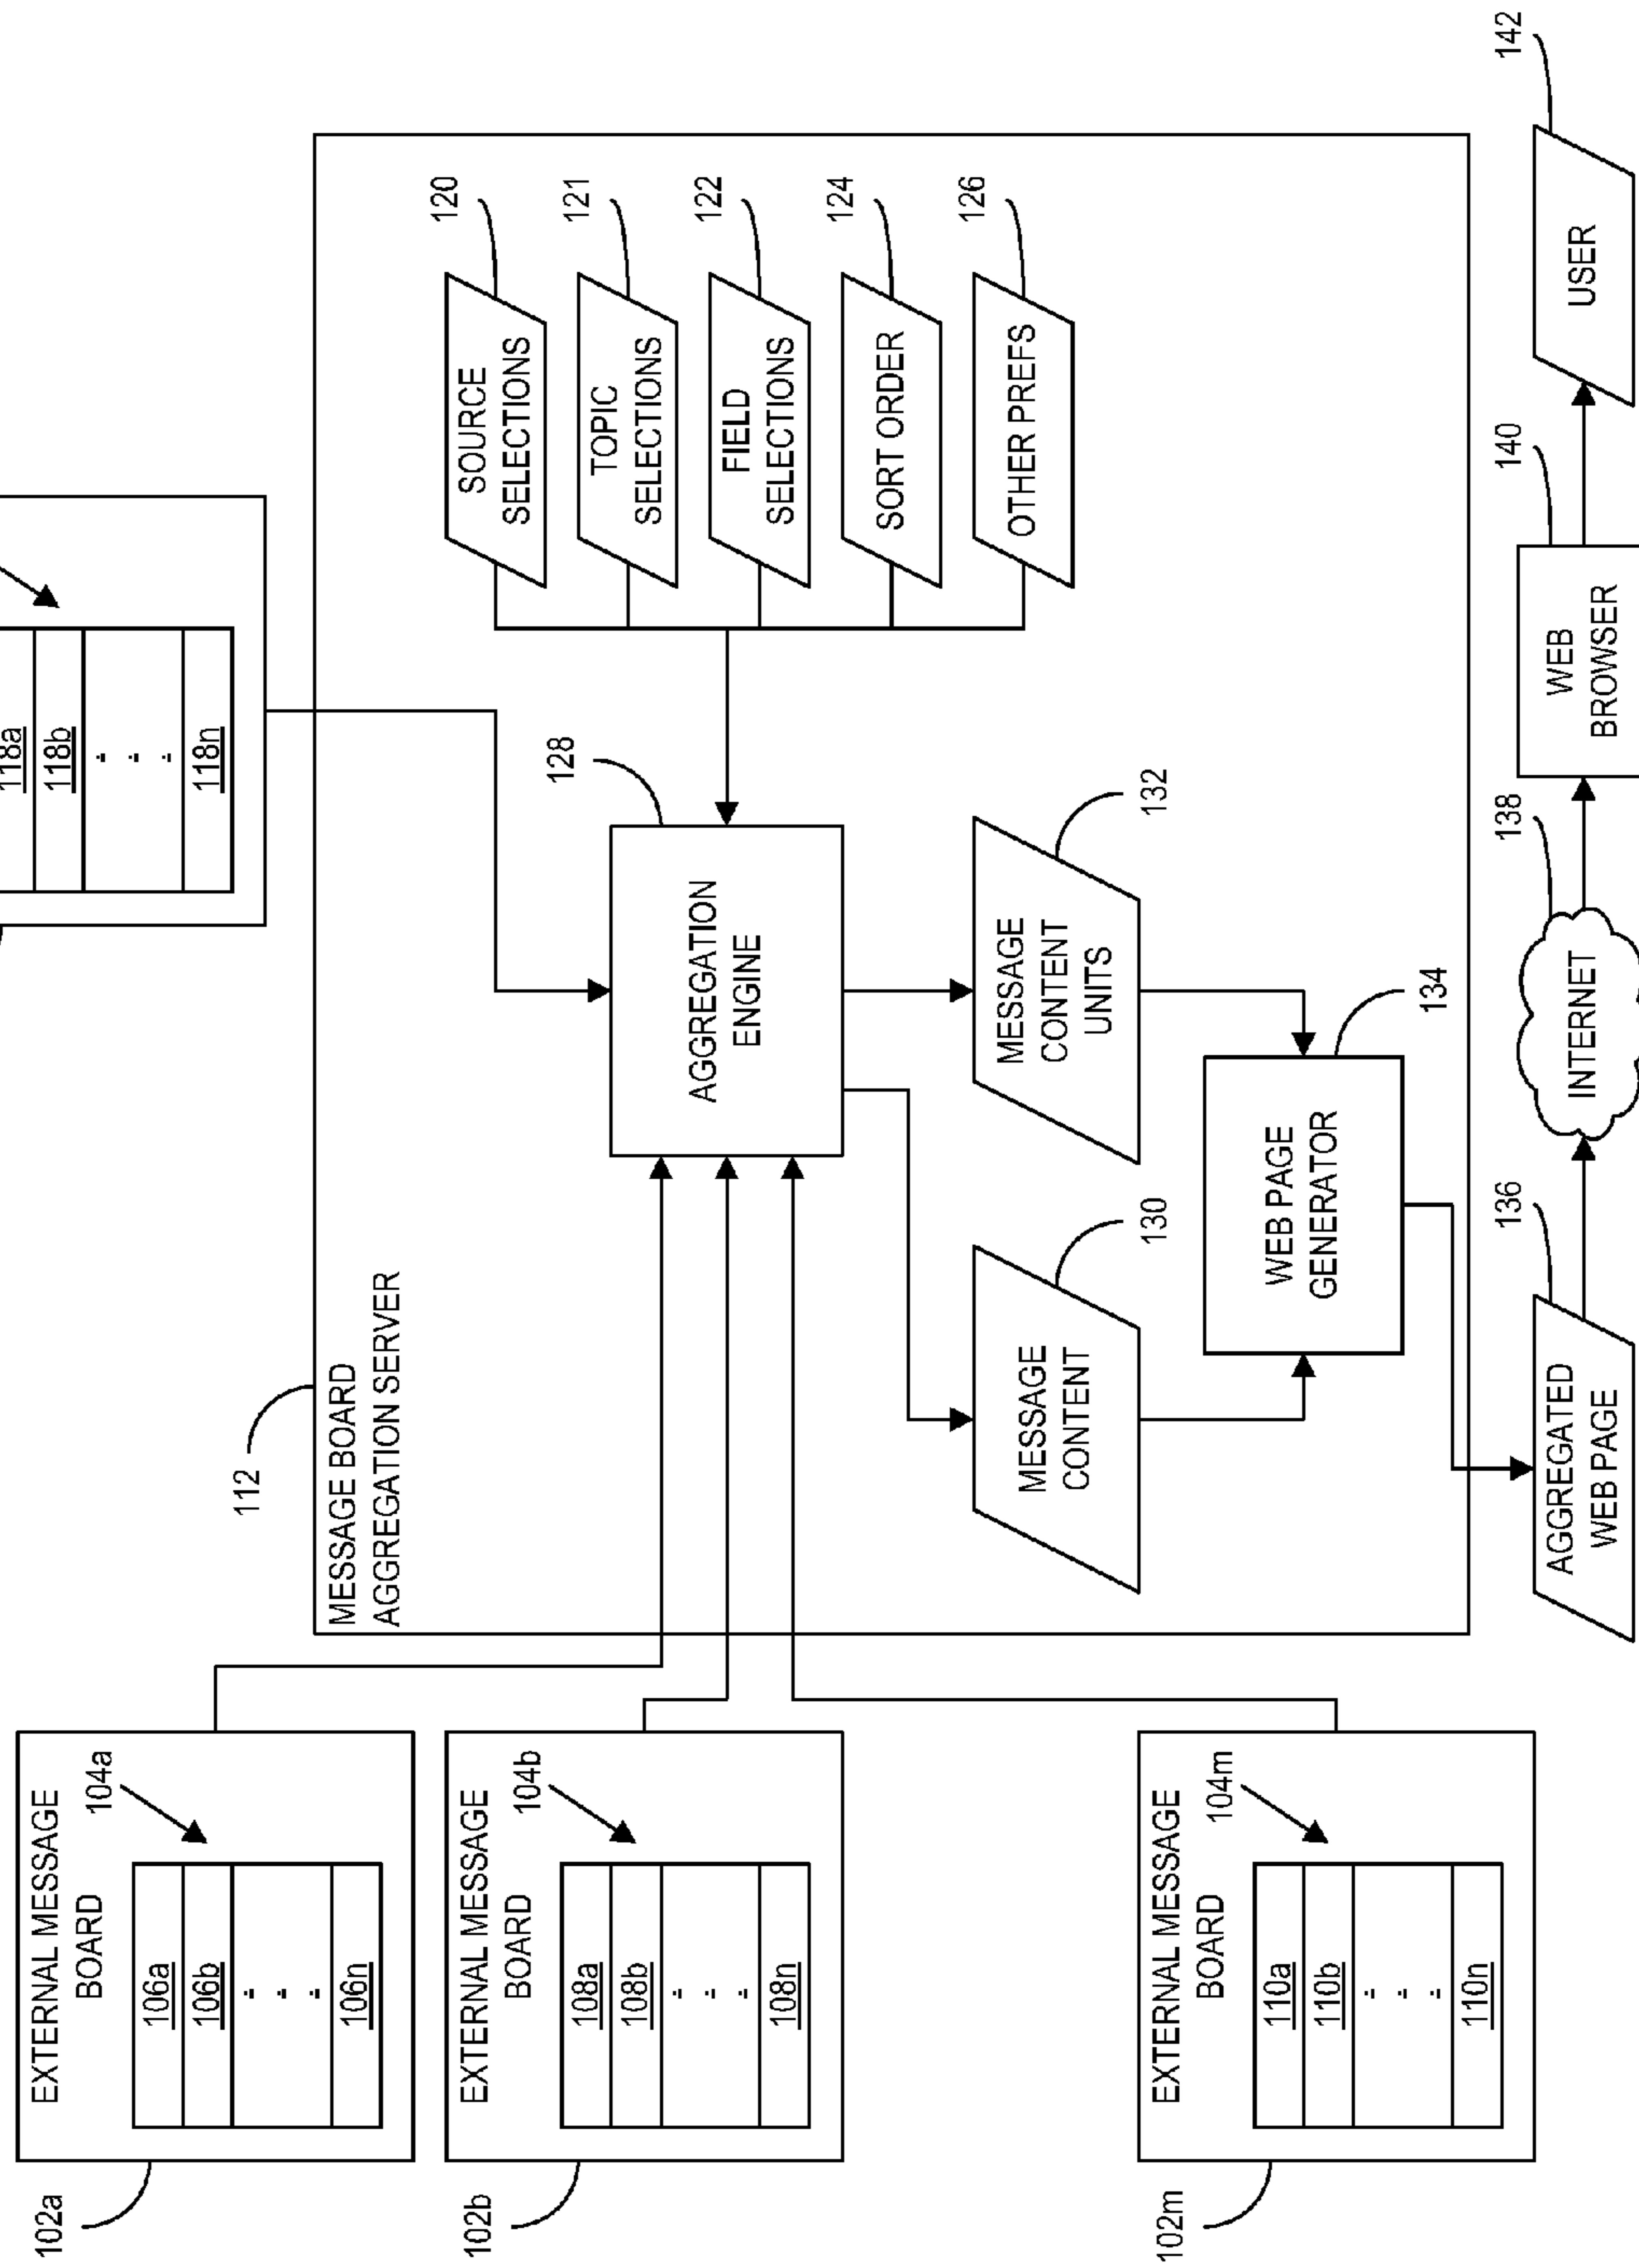 118a
118b
118n
112
MESSAGE BOARD
AGGREGATION SERVER
102a
EXTERNAL MESSAGE
BOARD
104a
106a
106b
106n
102b
EXTERNAL MESSAGE
BOARD
104b
108a
108b
108n
102m
EXTERNAL MESSAGE
BOARD
104m
110a
110b
110n
128
AGGREGATION
ENGINE
SOURCE
SELECTIONS
120
TOPIC
SELECTIONS
121
FIELD
SELECTIONS
122
SORT ORDER
124
OTHER PREFS
126
MESSAGE
CONTENT
130
MESSAGE
CONTENT
UNITS
132
WEB PAGE
GENERATOR
134
AGGREGATED
WEB PAGE
136
INTERNET
138
WEB
BROWSER
140
USER
142